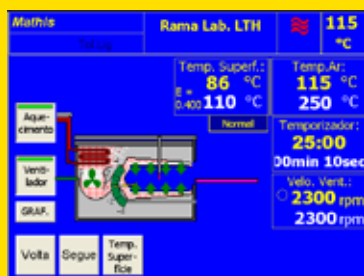 Mathis
Rama Lab. LTH
115
°C
Temp. Superf.:
86 °C
E =
0.400
110 °C
Normal
Temp.Ar:
115 °C
250 °C
Aque-
cimento
Temporizador:
25:00
00min 10sec
Venti-
lador
Velo. Vent.:
2300 rpm
2300 rpm
GRAF.
Volta
Segue
Temp.
Super-
fície